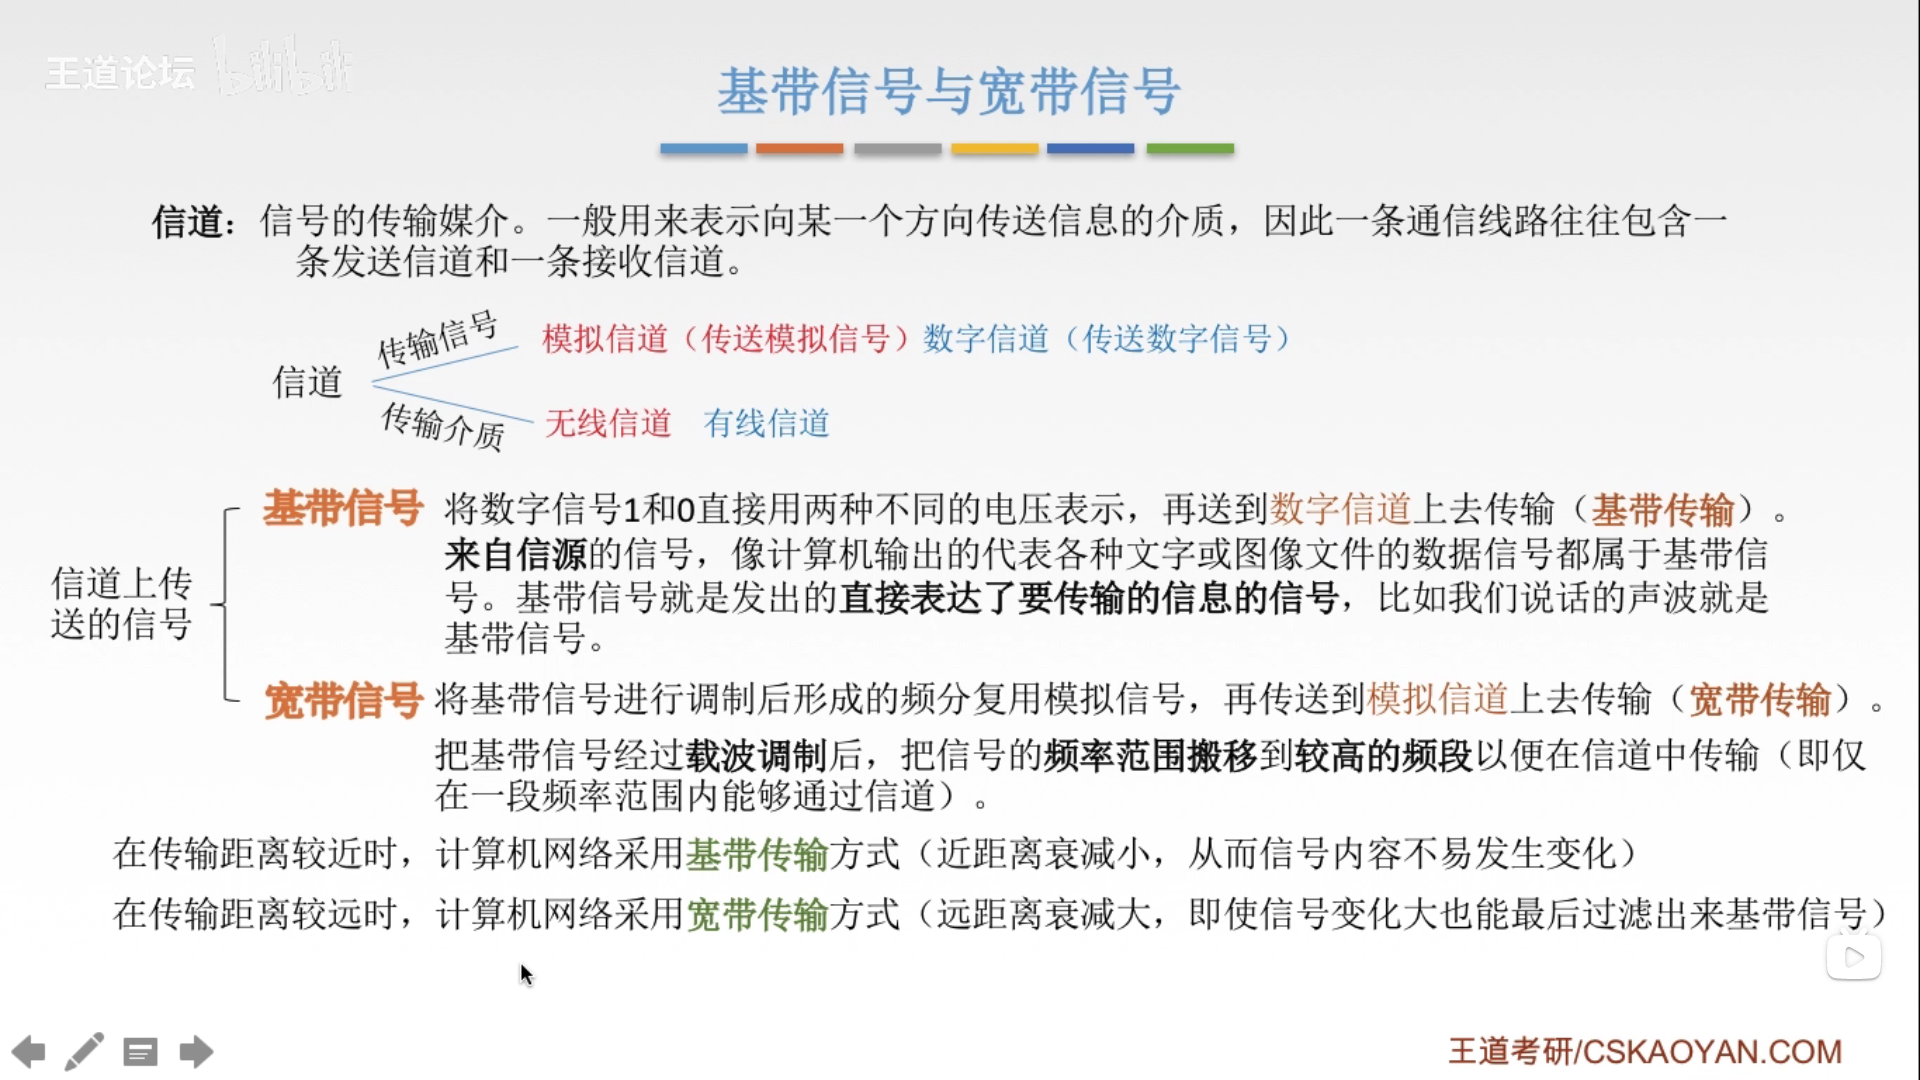 王道论坛 bilibili
基带信号与宽带信号
信道：信号的传输媒介。一般用来表示向某一个方向传送信息的介质，因此一条通信线路往往包含一
条发送信道和一条接收信道。
传输信号
模拟信道（传送模拟信号）数字信道（传送数字信号）
信道
传输介质
无线信道 有线信道
基带信号 将数字信号1和0直接用两种不同的电压表示，再送到数字信道上去传输（基带传输）。
来自信源的信号，像计算机输出的代表各种文字或图像文件的数据信号都属于基带信
号。基带信号就是发出的直接表达了要传输的信息的信号，比如我们说话的声波就是
基带信号。
信道上传
送的信号
宽带信号 将基带信号进行调制后形成的频分复用模拟信号，再传送到模拟信道上去传输（宽带传输）。
把基带信号经过载波调制后，把信号的频率范围搬移到较高的频段以便在信道中传输（即仅
在一段频率范围内能够通过信道）。
在传输距离较近时，计算机网络采用基带传输方式（近距离衰减小，从而信号内容不易发生变化）
在传输距离较远时，计算机网络采用宽带传输方式（远距离衰减大，即使信号变化大也能最后过滤出来基带信号）
王道考研/CSKAOYAN.COM